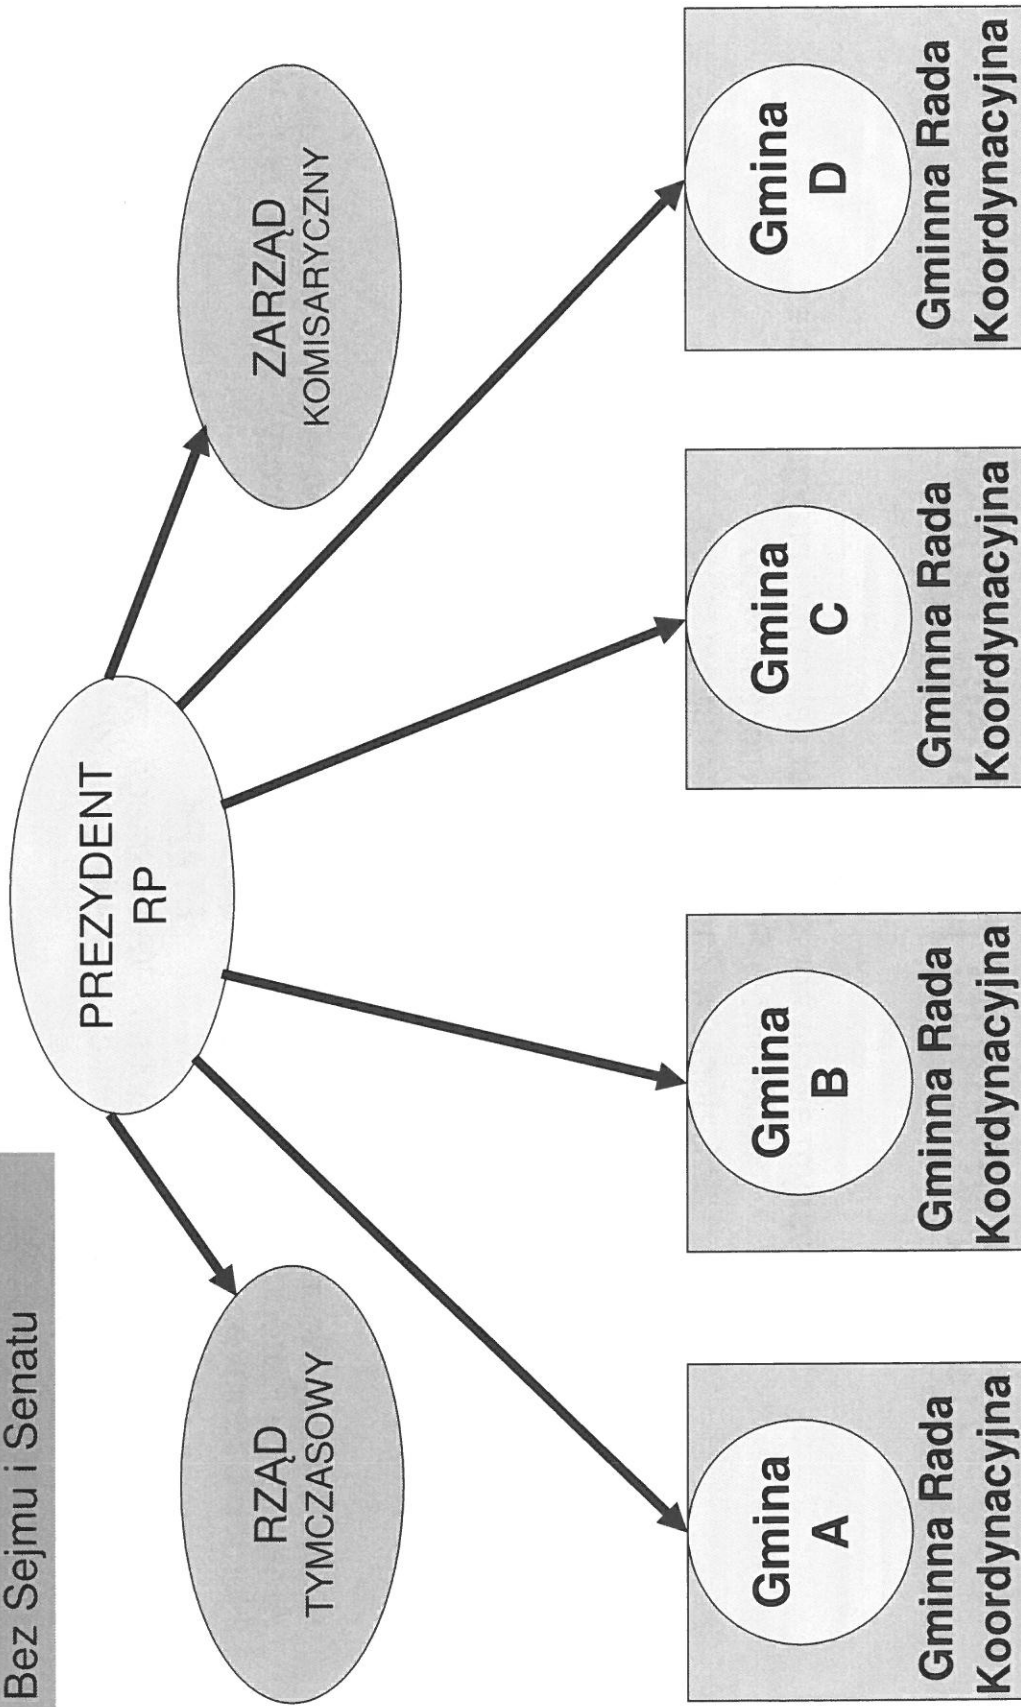 Bez Sejmu i Senatu
PREZYDENT
RP
RZĄD
TYMCZASOWY
ZARZĄD
KOMISARYCZNY
Gmina
A
Gminna Rada
Koordynacyjna
Gmina
B
Gminna Rada
Koordynacyjna
Gmina
C
Gminna Rada
Koordynacyjna
Gmina
D
Gminna Rada
Koordynacyjna